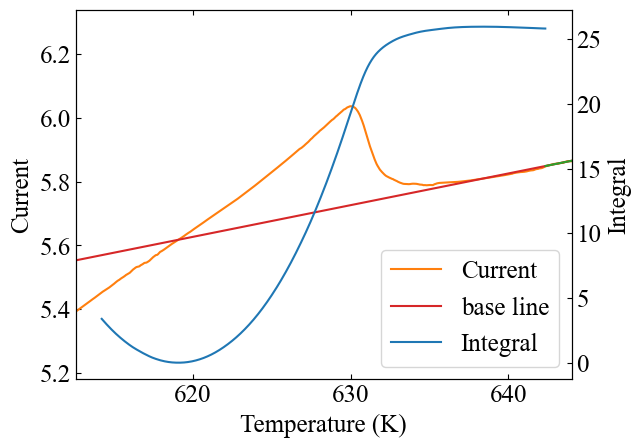 6.2
6.0
5.8
5.6
5.4
5.2
Current
25
20
15
10
5
0
Integral
Current
base line
Integral
620
630
640
Temperature (K)